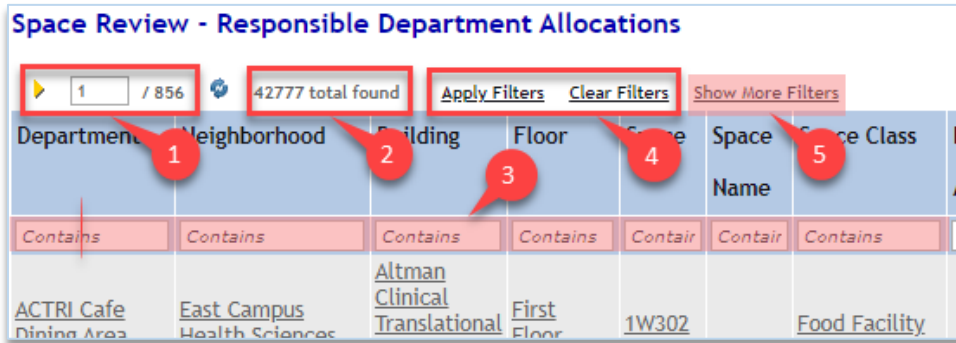 Space Review - Responsible Department Allocations
1 / 856 42777 total found Apply Filters Clear Filters Show More Filters
Department Neighborhood Building Floor Space Space Name Space Class
1 2 3 4 5
Contains Contains Contains Contains Contair Contair Contains
ACTRI Cafe Dining Area East Campus Health Sciences Altman Clinical Translational First Floor 1W302 Food Facility